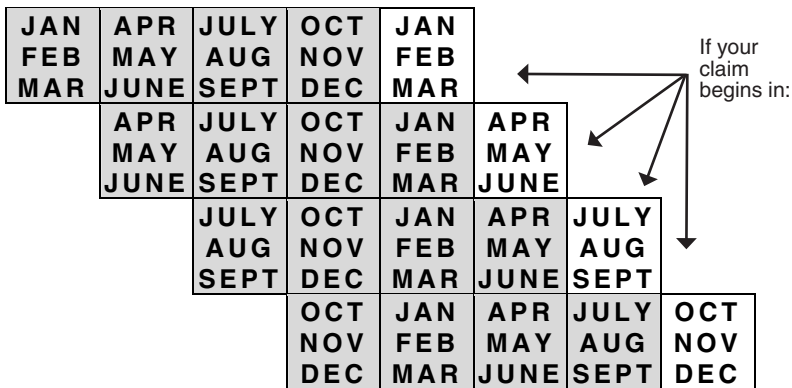 JAN APR JULY OCT JAN
FEB MAY AUG NOV FEB
MAR JUNE SEPT DEC MAR
If your
claim
begins in:
APR JULY OCT JAN APR
MAY AUG NOV FEB MAY
JUNE SEPT DEC MAR JUNE
JULY OCT JAN APR JULY
AUG NOV FEB MAY AUG
SEPT DEC MAR JUNE SEPT
OCT JAN APR JULY OCT
NOV FEB MAY AUG NOV
DEC MAR JUNE SEPT DEC